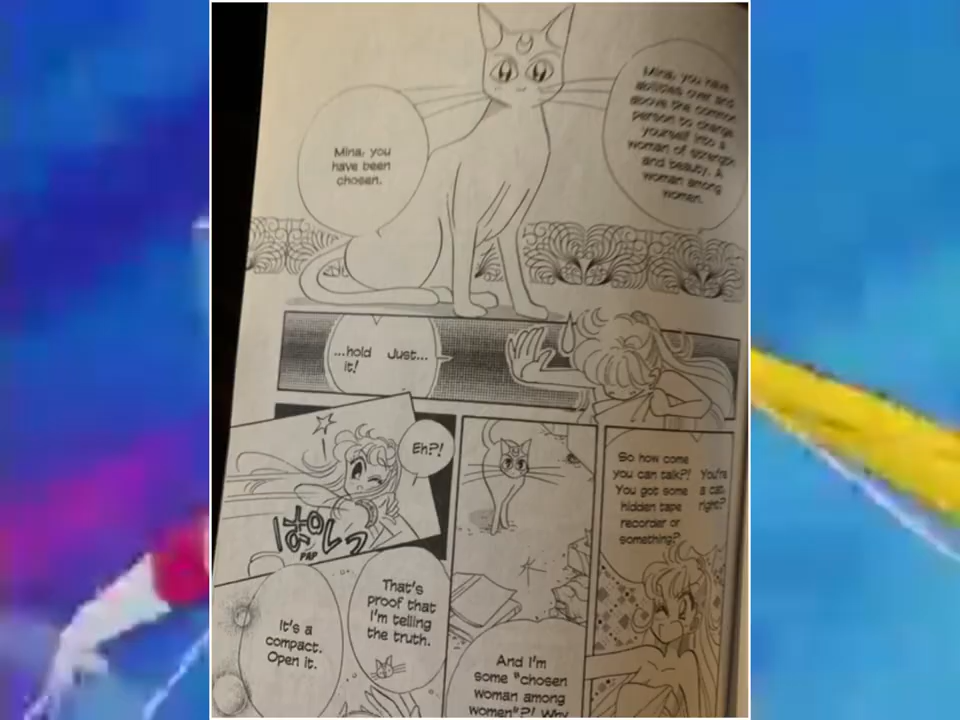 Mina, you have
abilities over and
above the common
person to change
yourself into a
woman of strength
and beauty. A
woman among
women.
Mina, you
have been
chosen.
Just...
...hold
it!
You're
a cat,
right?
So how come
you can talk?!
You got some
hidden tape
recorder or
something?
And I'm
some "chosen
woman among
women"?! Why
Eh?!
PAP
That's
proof that
I'm telling
the truth.
It's a
compact.
Open it.